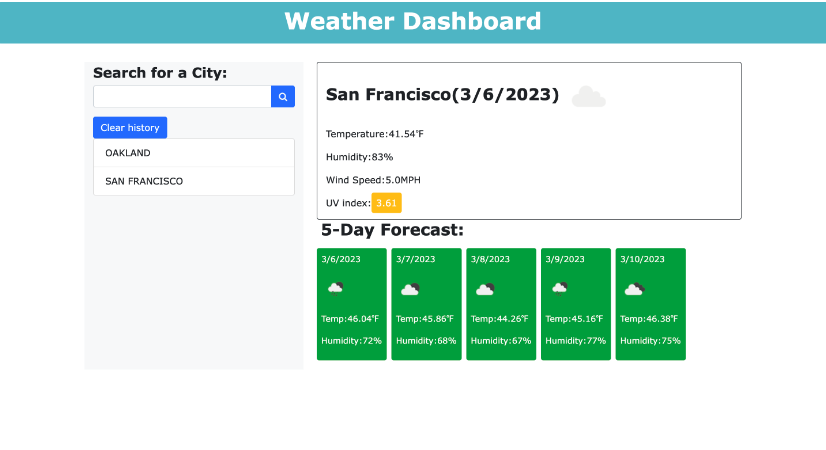 Weather Dashboard
Search for a City:
Clear history
OAKLAND
SAN FRANCISCO
San Francisco(3/6/2023)
Temperature:41.54°F
Humidity:83%
Wind Speed:5.0MPH
UV index: 3.61
5-Day Forecast:
3/6/2023
Temp:46.04°F
Humidity:72%
3/7/2023
Temp:45.86°F
Humidity:68%
3/8/2023
Temp:44.26°F
Humidity:67%
3/9/2023
Temp:45.16°F
Humidity:77%
3/10/2023
Temp:46.38°F
Humidity:75%